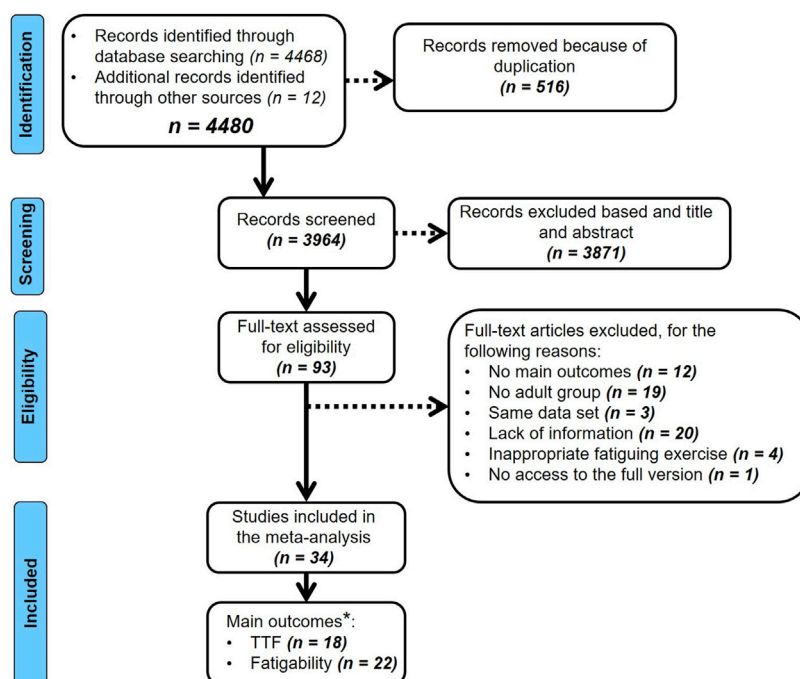 Identification
• Records identified through
database searching (n = 4468)
• Additional records identified
through other sources (n = 12)
n = 4480
Records removed because of
duplication
(n = 516)
Screening
Records screened
(n = 3964)
Records excluded based and title
and abstract
(n = 3871)
Eligibility
Full-text assessed
for eligibility
(n = 93)
Full-text articles excluded, for the
following reasons:
• No main outcomes (n = 12)
• No adult group (n = 19)
• Same data set (n = 3)
• Lack of information (n = 20)
• Inappropriate fatiguing exercise (n = 4)
• No access to the full version (n = 1)
Included
Studies included in
the meta-analysis
(n = 34)
Main outcomes*:
• TTF (n = 18)
• Fatigability (n = 22)